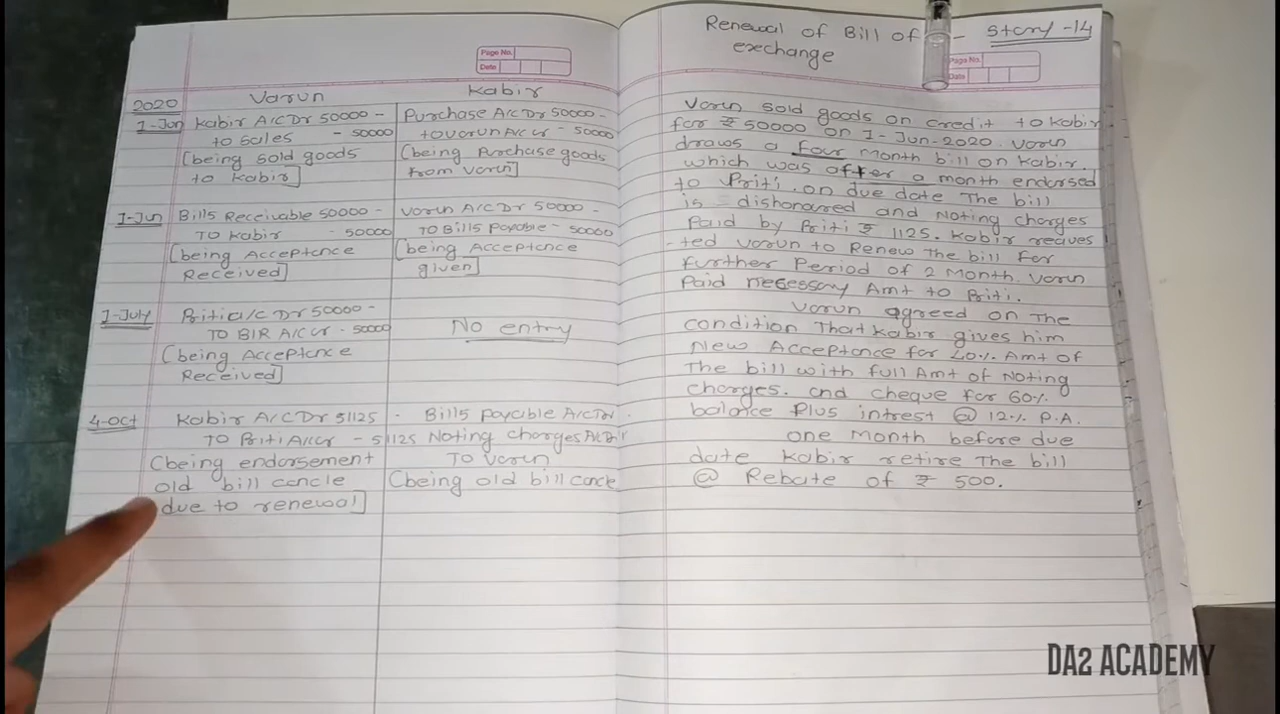 Page No.
Date
2020 Varun Kabir
1-Jun Kabir A/C Dr 50000 -
to sales - 50000
(being sold goods
to Kabir]
Purchase A/C Dr 50000 -
to varun A/C Cr - 50000
(being Purchase goods
from varun]
1-Jun Bills Receivable 50000 -
TO Kabir - 50000
(being Acceptance
Received]
varun A/C Dr 50000 -
TO Bills payable - 50000
(being Acceptance
given]
1-July Priti a/c Dr 50000 -
TO B/R A/C Cr - 50000
(being Acceptance
Received]
No entry
4-Oct Kabir A/C Dr 51125 -
TO Priti A/c Cr - 51125
(being endorsement
old bill cancle
due to renewal]
Bills payable A/C Dr -
Noting charges A/c Dr
TO Varun
(being old bill cancle
Renewal of Bill of - Story -14
exechange
Page No.
Date
Varun sold goods on credit to Kabir
for ₹ 50000 on 1-Jun-2020. Varun
draws a four month bill on Kabir.
which was after a month endorsed
to Priti. on due date The bill
is dishonared and Noting charges
Paid by Priti ₹ 1125. Kabir reques
-ted varun to Renew The bill for
further Period of 2 Month. Varun
Paid necessary Amt to Priti.
Varun agreed on The
condition That Kabir gives him
New Acceptance for 40% Amt of
The bill with full Amt of Noting
charges. and cheque for 60%
balance Plus intrest @ 12% P.A.
one month before due
date Kabir retire The bill
@ Rebate of ₹ 500.
DA2 ACADEMY